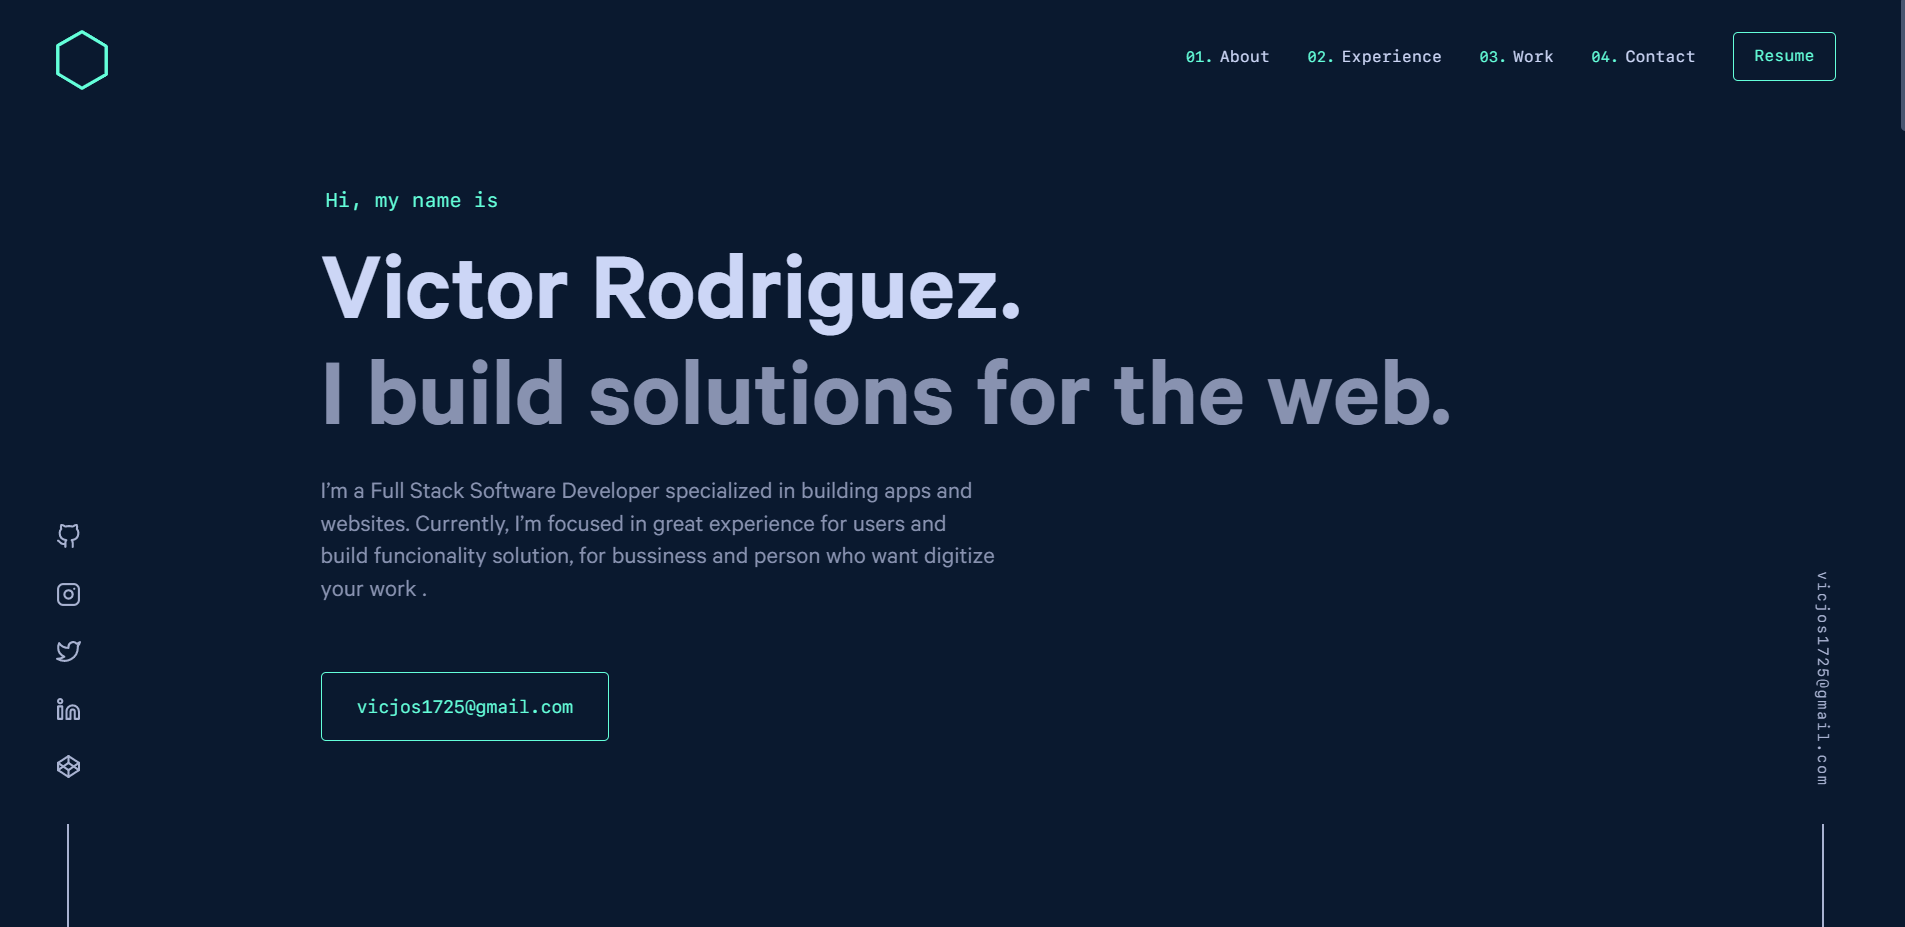 01. About 02. Experience 03. Work 04. Contact Resume
Hi, my name is
Victor Rodriguez.
I build solutions for the web.
I’m a Full Stack Software Developer specialized in building apps and
websites. Currently, I’m focused in great experience for users and
build funcionality solution, for bussiness and person who want digitize
your work .
vicjos1725@gmail.com
vicjos1725@gmail.com